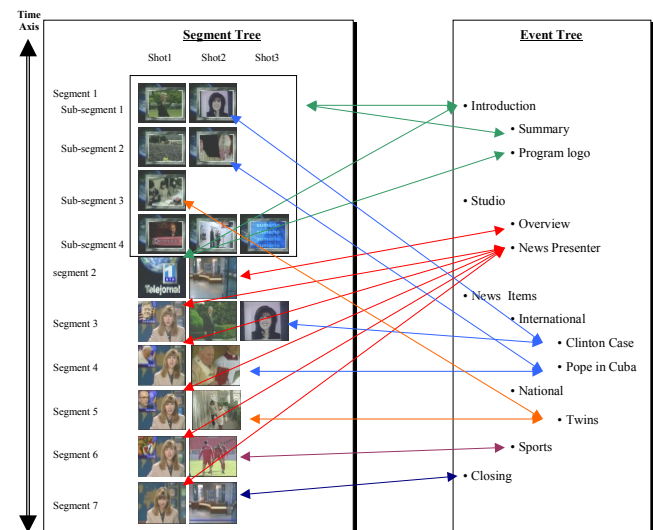 Time
Axis
Segment Tree
Event Tree
Shot1 Shot2 Shot3
Segment 1
Sub-segment 1
Sub-segment 2
Sub-segment 3
Sub-segment 4
segment 2
Telejornal
Segment 3
Segment 4
Segment 5
Segment 6
Segment 7
• Introduction
• Summary
• Program logo
• Studio
• Overview
• News Presenter
• News Items
• International
• Clinton Case
• Pope in Cuba
• National
• Twins
• Sports
• Closing